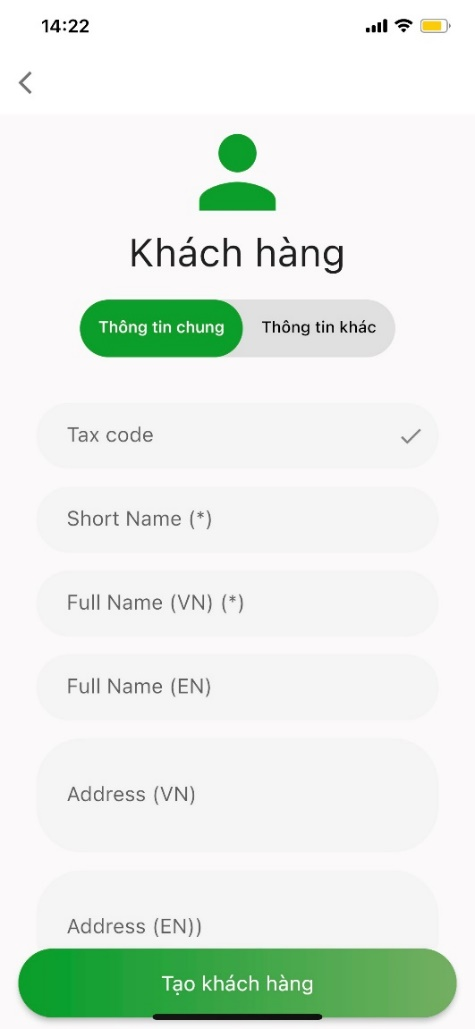 14:22
Khách hàng
Thông tin chung Thông tin khác
Tax code
Short Name (*)
Full Name (VN) (*)
Full Name (EN)
Address (VN)
Address (EN))
Tạo khách hàng